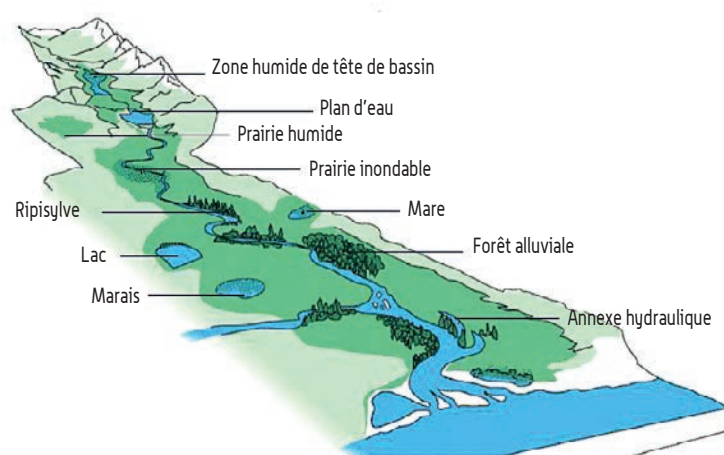 Zone humide de tête de bassin
Plan d'eau
Prairie humide
Prairie inondable
Ripisylve
Mare
Forêt alluviale
Lac
Marais
Annexe hydraulique